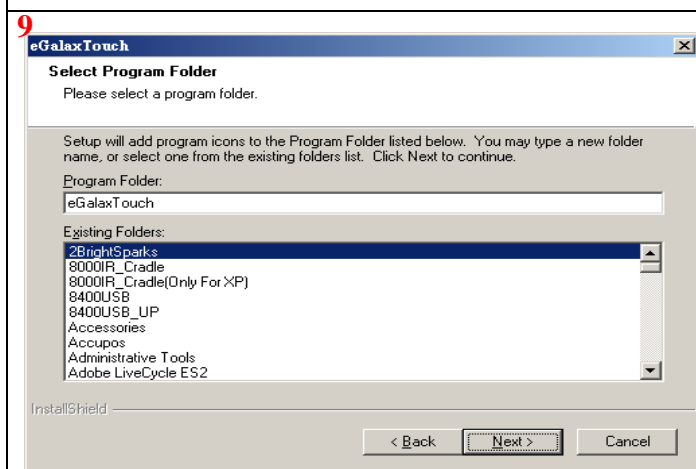 9
eGalaxTouch
Select Program Folder
Please select a program folder.
Setup will add program icons to the Program Folder listed below.  You may type a new folder
name, or select one from the existing folders list.  Click Next to continue.
Program Folder:
eGalaxTouch
Existing Folders:
2BrightSparks
8000IR_Cradle
8000IR_Cradle(Only For XP)
8400USB
8400USB_UP
Accessories
Accupos
Administrative Tools
Adobe LiveCycle ES2
InstallShield
< Back Next > Cancel